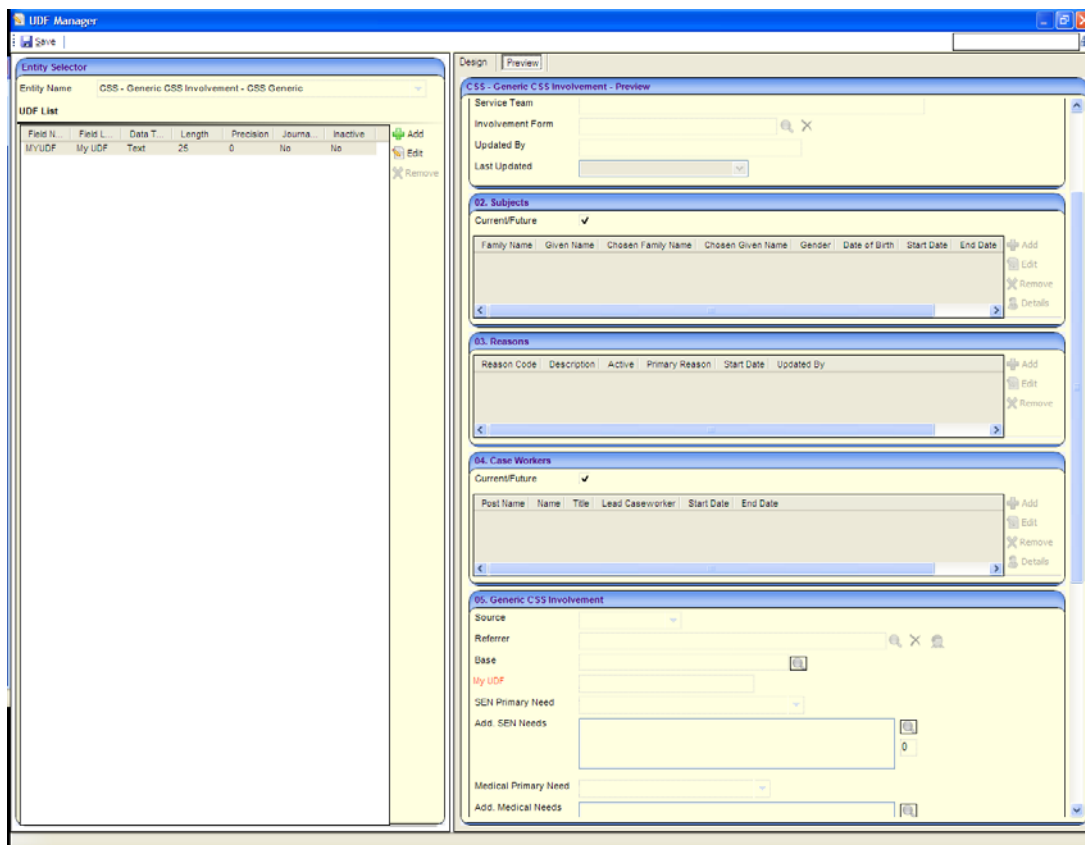 UDF Manager
Save
Entity Selector
Entity Name CSS - Generic CSS Involvement - CSS Generic
UDF List
Field N... Field L... Data T... Length Precision Journa... Inactive
MYUDF My UDF Text 25 0 No No
Add
Edit
Remove
Design Preview
CSS - Generic CSS Involvement - Preview
Service Team
Involvement Form
Updated By
Last Updated
02. Subjects
Current/Future
Family Name Given Name Chosen Family Name Chosen Given Name Gender Date of Birth Start Date End Date
Add
Edit
Remove
Details
03. Reasons
Reason Code Description Active Primary Reason Start Date Updated By
Add
Edit
Remove
04. Case Workers
Current/Future
Post Name Name Title Lead Caseworker Start Date End Date
Add
Edit
Remove
Details
05. Generic CSS Involvement
Source
Referrer
Base
My UDF
SEN Primary Need
Add. SEN Needs
0
Medical Primary Need
Add. Medical Needs